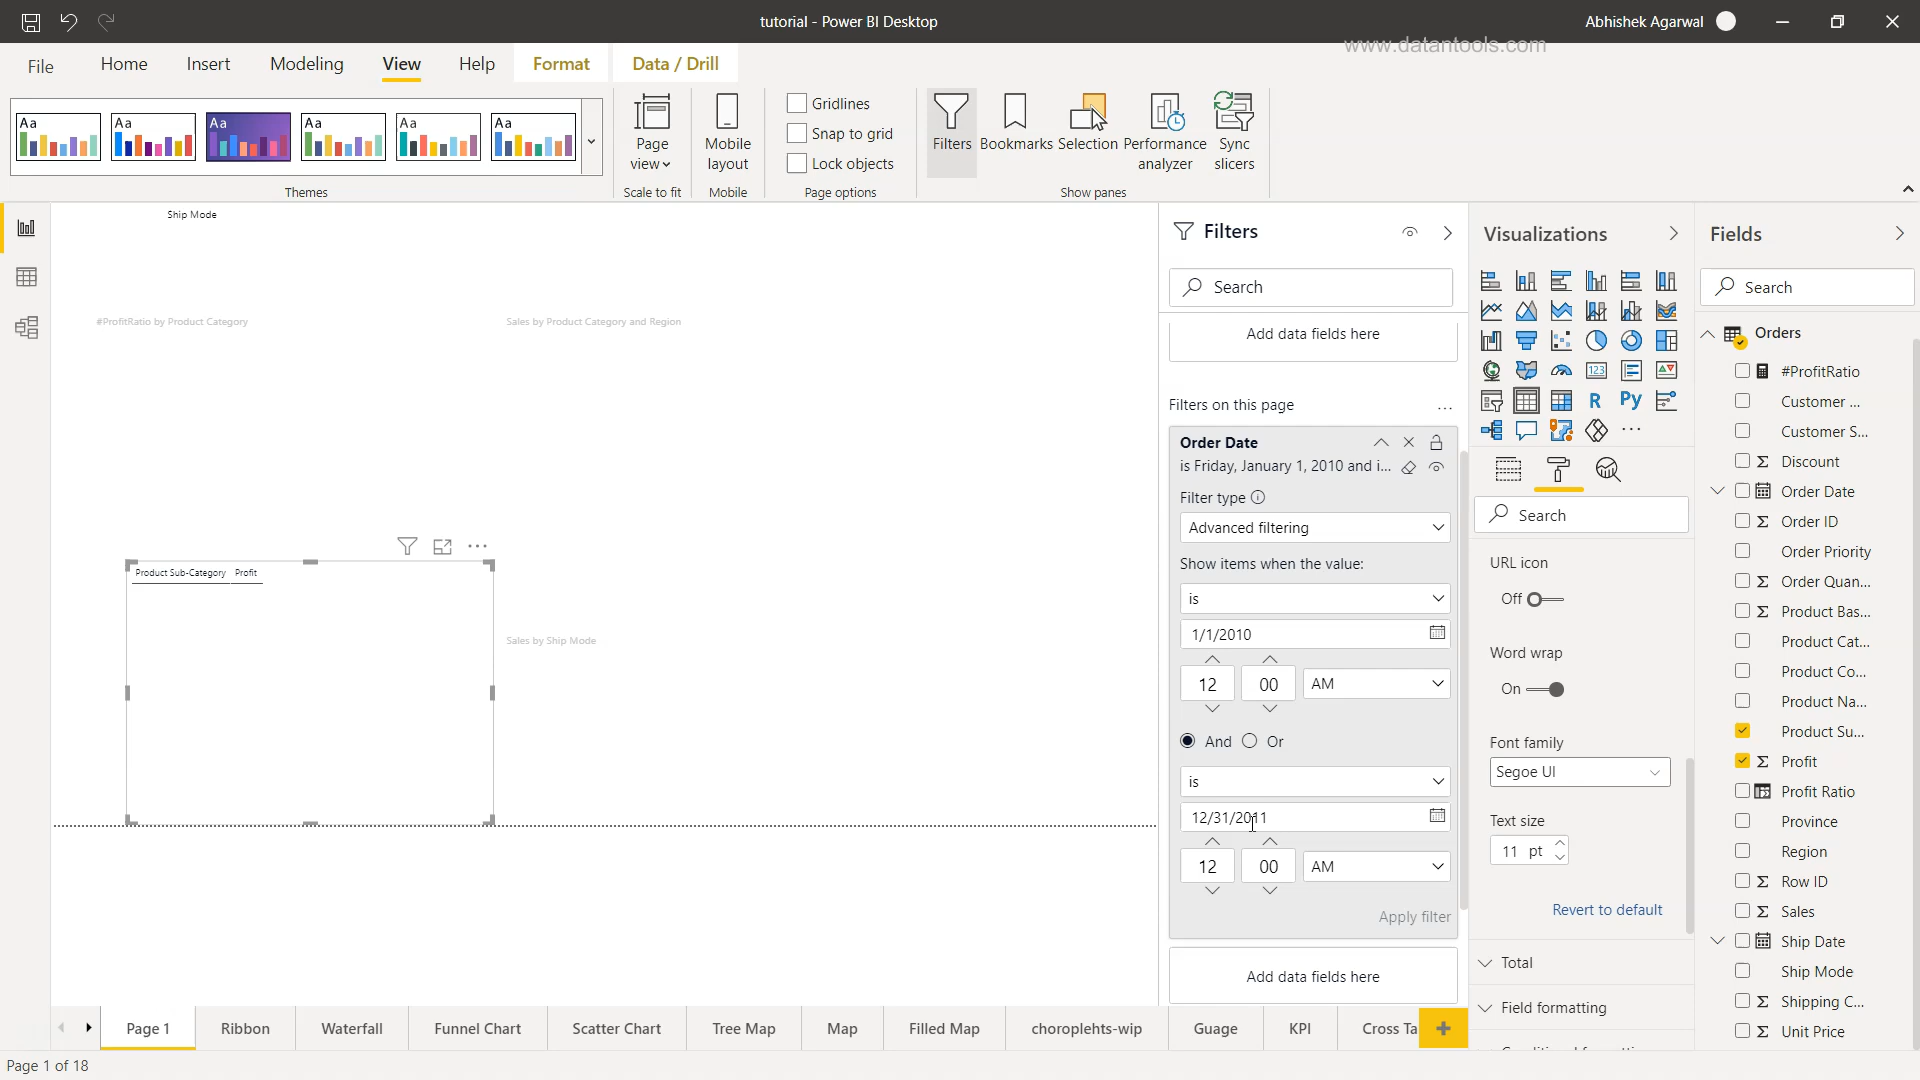 tutorial - Power BI Desktop
Abhishek Agarwal
www.datantools.com
File
Home
Insert
Modeling
View
Help
Format
Data / Drill
Aa
Aa
Aa
Aa
Aa
Aa
Page view
Mobile layout
Gridlines
Snap to grid
Lock objects
Filters
Bookmarks
Selection
Performance analyzer
Sync slicers
Themes
Scale to fit
Mobile
Page options
Show panes
Ship Mode
#ProfitRatio by Product Category
Sales by Product Category and Region
Product Sub-Category Profit
Sales by Ship Mode
Filters
Search
Add data fields here
Filters on this page
...
Order Date
is Friday, January 1, 2010 and i...
Filter type
Advanced filtering
Show items when the value:
is
1/1/2010
12
00
AM
And
Or
is
12/31/2011
12
00
AM
Apply filter
Add data fields here
Visualizations
123
R
Py
...
Search
URL icon
Off
Word wrap
On
Font family
Segoe UI
Text size
11 pt
Revert to default
Total
Field formatting
Fields
Search
Orders
#ProfitRatio
Customer ...
Customer S...
Σ Discount
Order Date
Σ Order ID
Order Priority
Σ Order Quan...
Σ Product Bas...
Product Cat...
Product Co...
Product Na...
Product Su...
Σ Profit
Profit Ratio
Province
Region
Σ Row ID
Σ Sales
Ship Date
Ship Mode
Σ Shipping C...
Σ Unit Price
Page 1
Ribbon
Waterfall
Funnel Chart
Scatter Chart
Tree Map
Map
Filled Map
choroplehts-wip
Guage
KPI
Cross Ta
+
Page 1 of 18